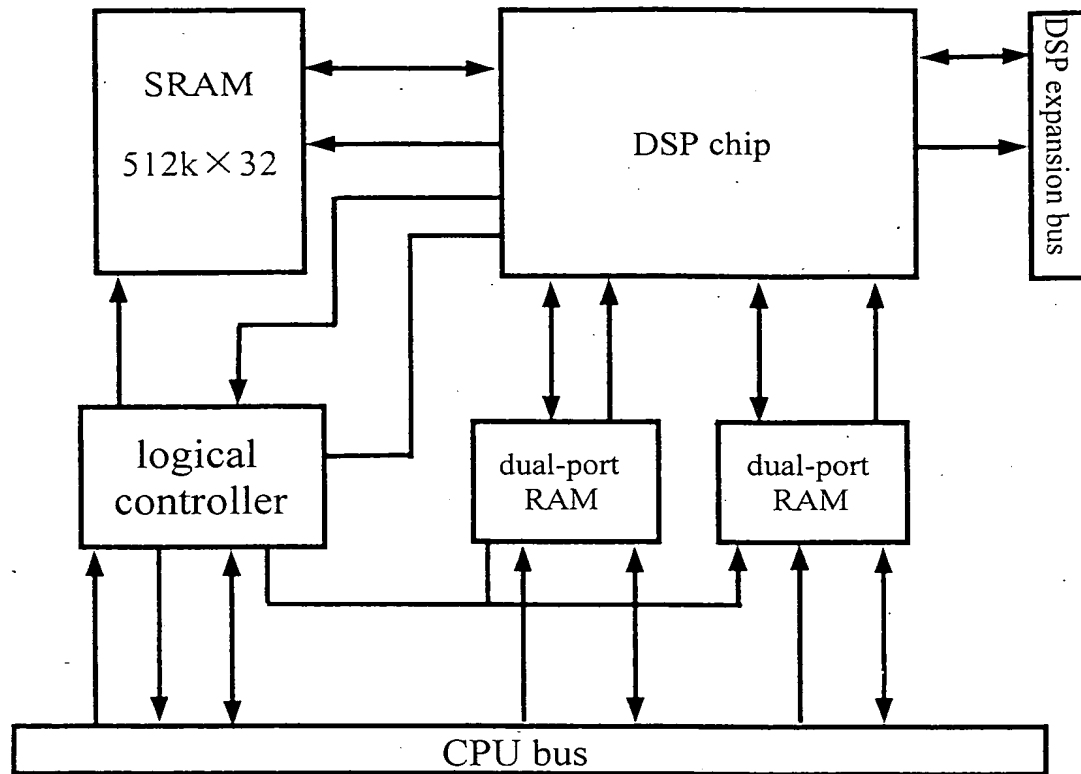 SRAM
512k×32
DSP chip
DSP expansion bus
logical
controller
dual-port
RAM
dual-port
RAM
CPU bus